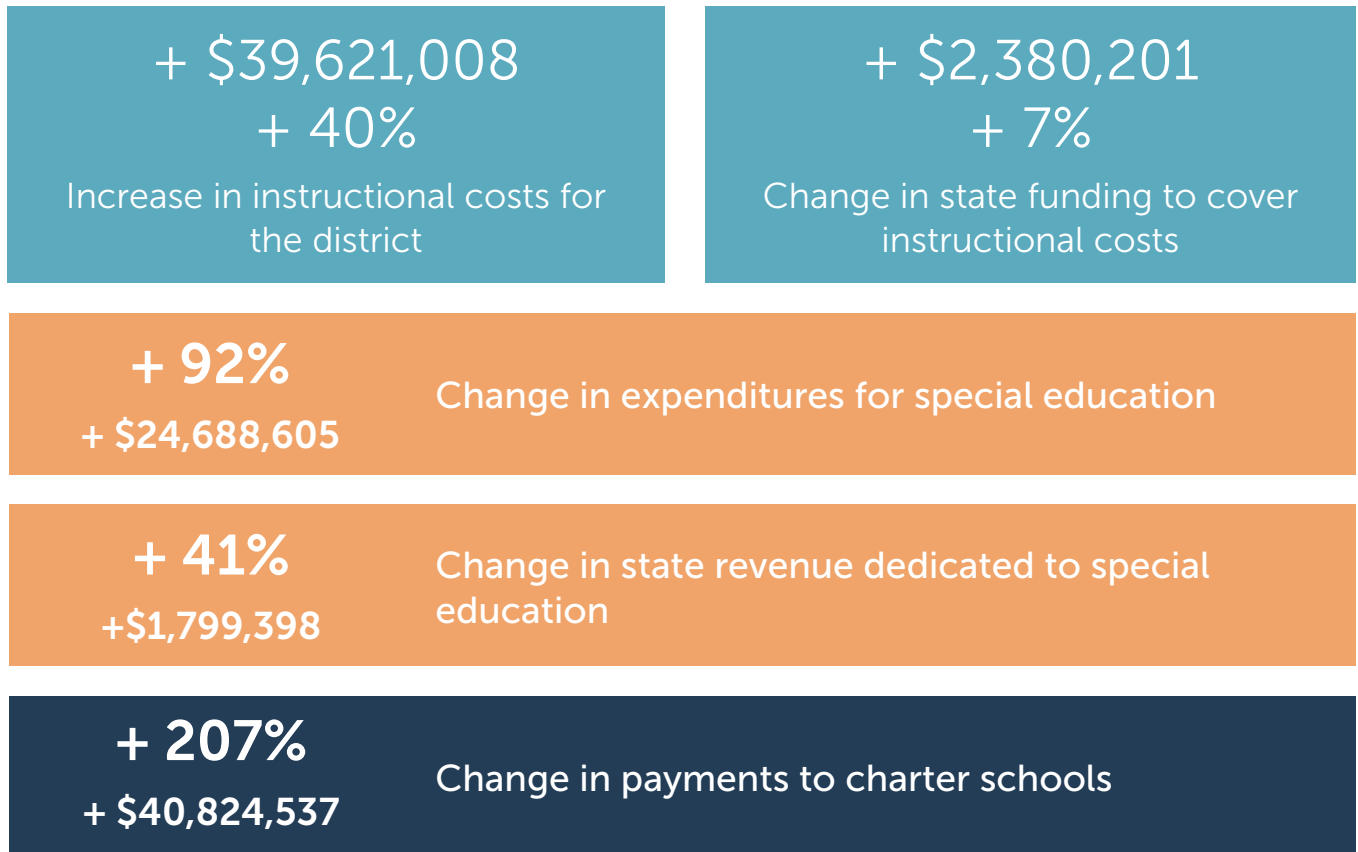 + $39,621,008
+ 40%
Increase in instructional costs for
the district
+ $2,380,201
+ 7%
Change in state funding to cover
instructional costs
+ 92%
+ $24,688,605
Change in expenditures for special education
+ 41%
+$1,799,398
Change in state revenue dedicated to special
education
+ 207%
+ $40,824,537
Change in payments to charter schools